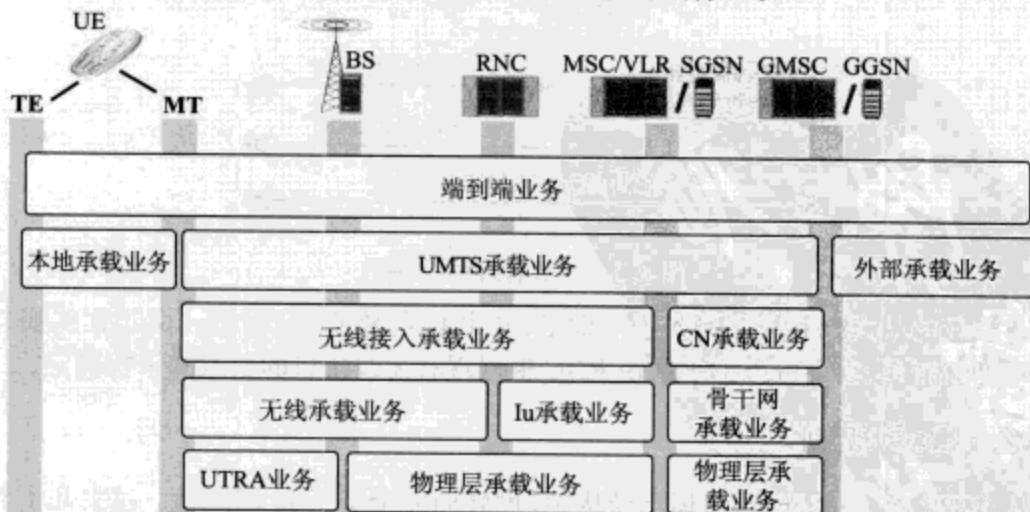 UE
BS
RNC
MSC/VLR
SGSN
GMSC
GGSN
TE
MT
端到端业务
本地承载业务
UMTS承载业务
外部承载业务
无线接入承载业务
CN承载业务
无线承载业务
Iu承载业务
骨干网
承载业务
UTRA业务
物理层承载业务
物理层承
载业务